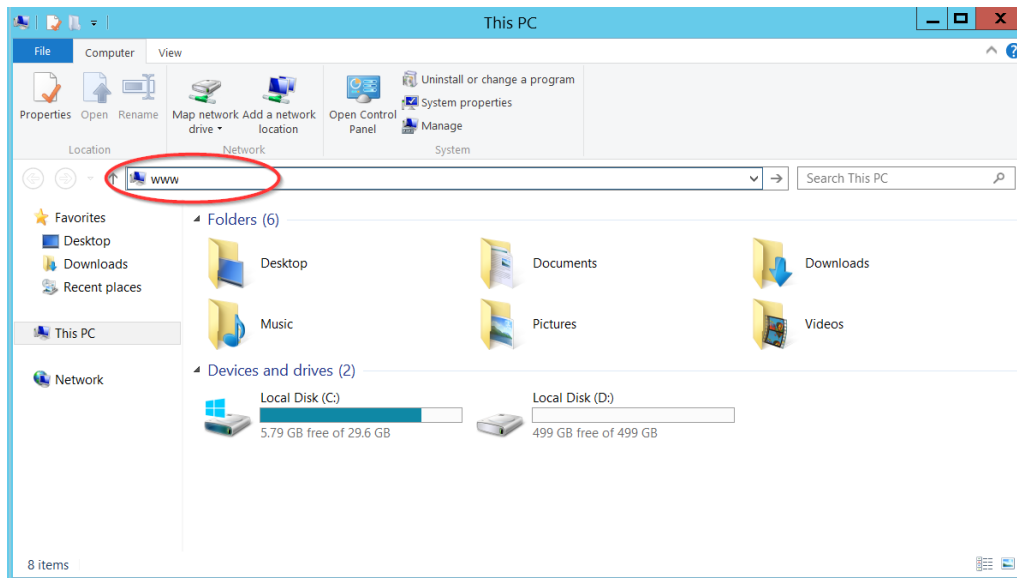 This PC
File Computer View
Properties Open Rename Map network drive Add a network location Open Control Panel Uninstall or change a program
System properties
Manage
Location Network System
www Search This PC
Favorites
Desktop
Downloads
Recent places
This PC
Network
Folders (6)
Desktop Documents Downloads
Music Pictures Videos
Devices and drives (2)
Local Disk (C:) Local Disk (D:)
5.79 GB free of 29.6 GB 499 GB free of 499 GB
8 items